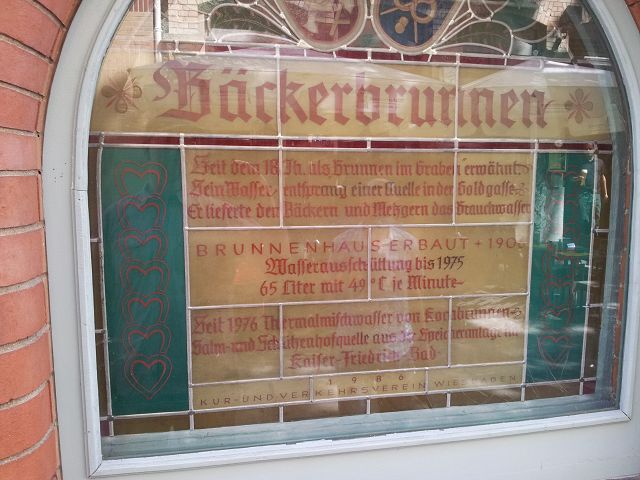 Bäckerbrunnen
Seit dem 18. Jh. als Brunnen im Graben erwähnt
Sein Wasser entsprang einer Quelle in der Goldgasse
Er lieferte den Bäckern und Metzgern das Brauchwasser
BRUNNENHAUS ERBAUT + 190
Wasserausschüttung bis 1975
65 Liter mit 49° C je Minute
Seit 1976 Thermalmischwasser von Kochbrunnen
Salm- und Schützenhofquelle aus der Speicheranlage im
Kaiser-Friedrich-Bad
1986
KUR- UND VERKEHRSVEREIN WIESBADEN